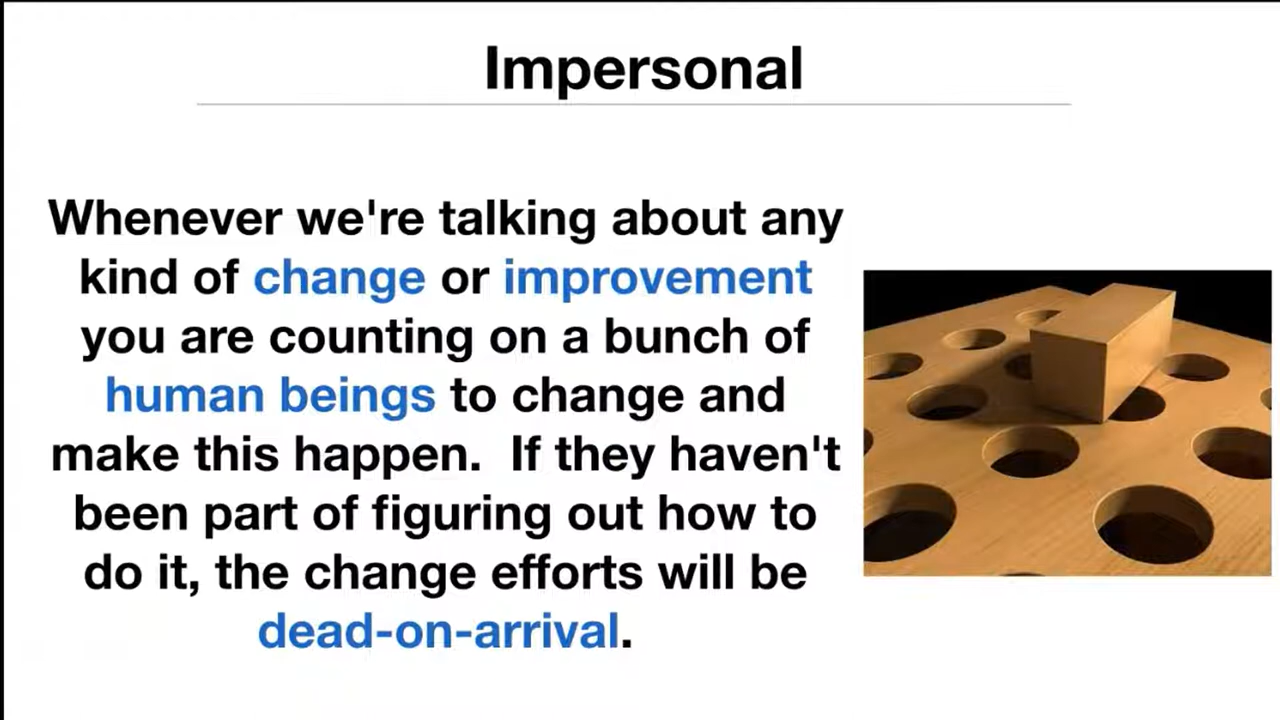 Impersonal
Whenever we're talking about any
kind of change or improvement
you are counting on a bunch of
human beings to change and
make this happen.  If they haven't
been part of figuring out how to
do it, the change efforts will be
dead-on-arrival.